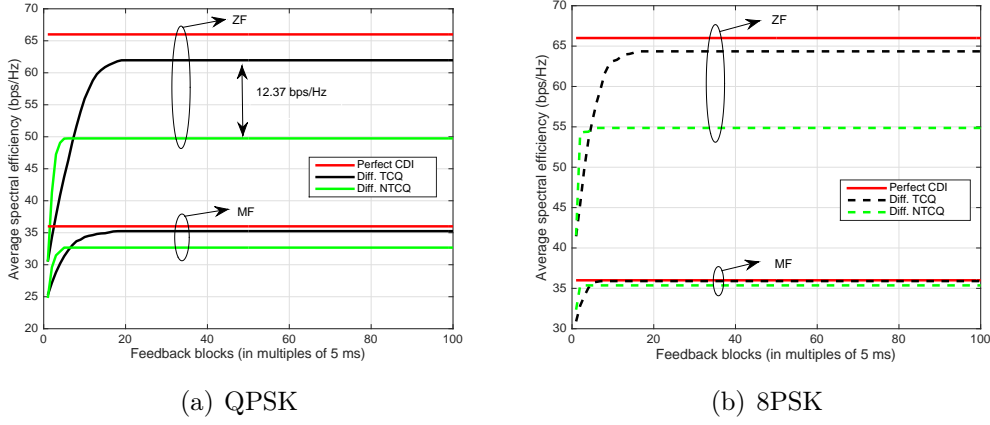 ZF
12.37 bps/Hz
Perfect CDI
Diff. TCQ
Diff. NTCQ
MF
Average spectral efficiency (bps/Hz)
70
65
60
55
50
45
40
35
30
25
20
0
20
40
60
80
100
Feedback blocks (in multiples of 5 ms)
(a) QPSK
ZF
Perfect CDI
Diff. TCQ
Diff. NTCQ
MF
Average spectral efficiency (bps/Hz)
70
65
60
55
50
45
40
35
30
0
20
40
60
80
100
Feedback blocks (in multiples of 5 ms)
(b) 8PSK